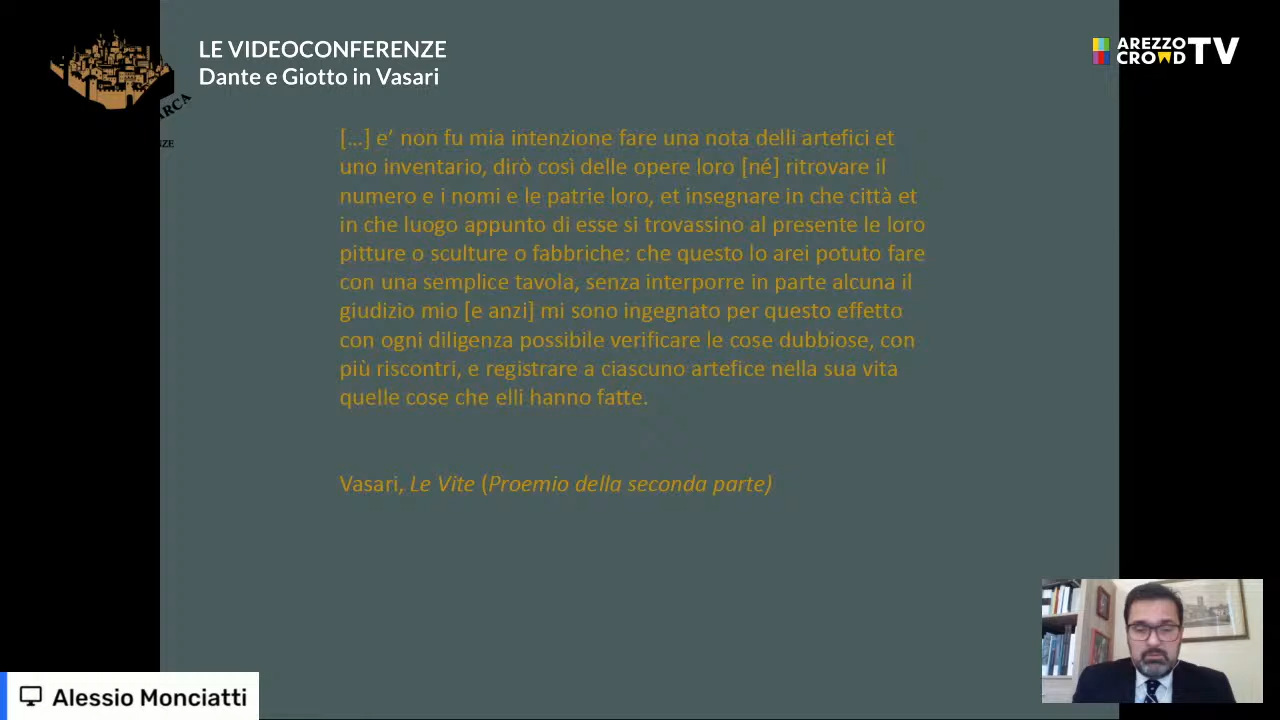 LE VIDEOCONFERENZE
Dante e Giotto in Vasari
AREZZO
CROWD TV
ARCA
NZE
[…] e’ non fu mia intenzione fare una nota delli artefici et
uno inventario, dirò così delle opere loro [né] ritrovare il
numero e i nomi e le patrie loro, et insegnare in che città et
in che luogo appunto di esse si trovassino al presente le loro
pitture o sculture o fabbriche: che questo lo arei potuto fare
con una semplice tavola, senza interporre in parte alcuna il
giudizio mio [e anzi] mi sono ingegnato per questo effetto
con ogni diligenza possibile verificare le cose dubbiose, con
più riscontri, e registrare a ciascuno artefice nella sua vita
quelle cose che elli hanno fatte.
Vasari, Le Vite (Proemio della seconda parte)
Alessio Monciatti